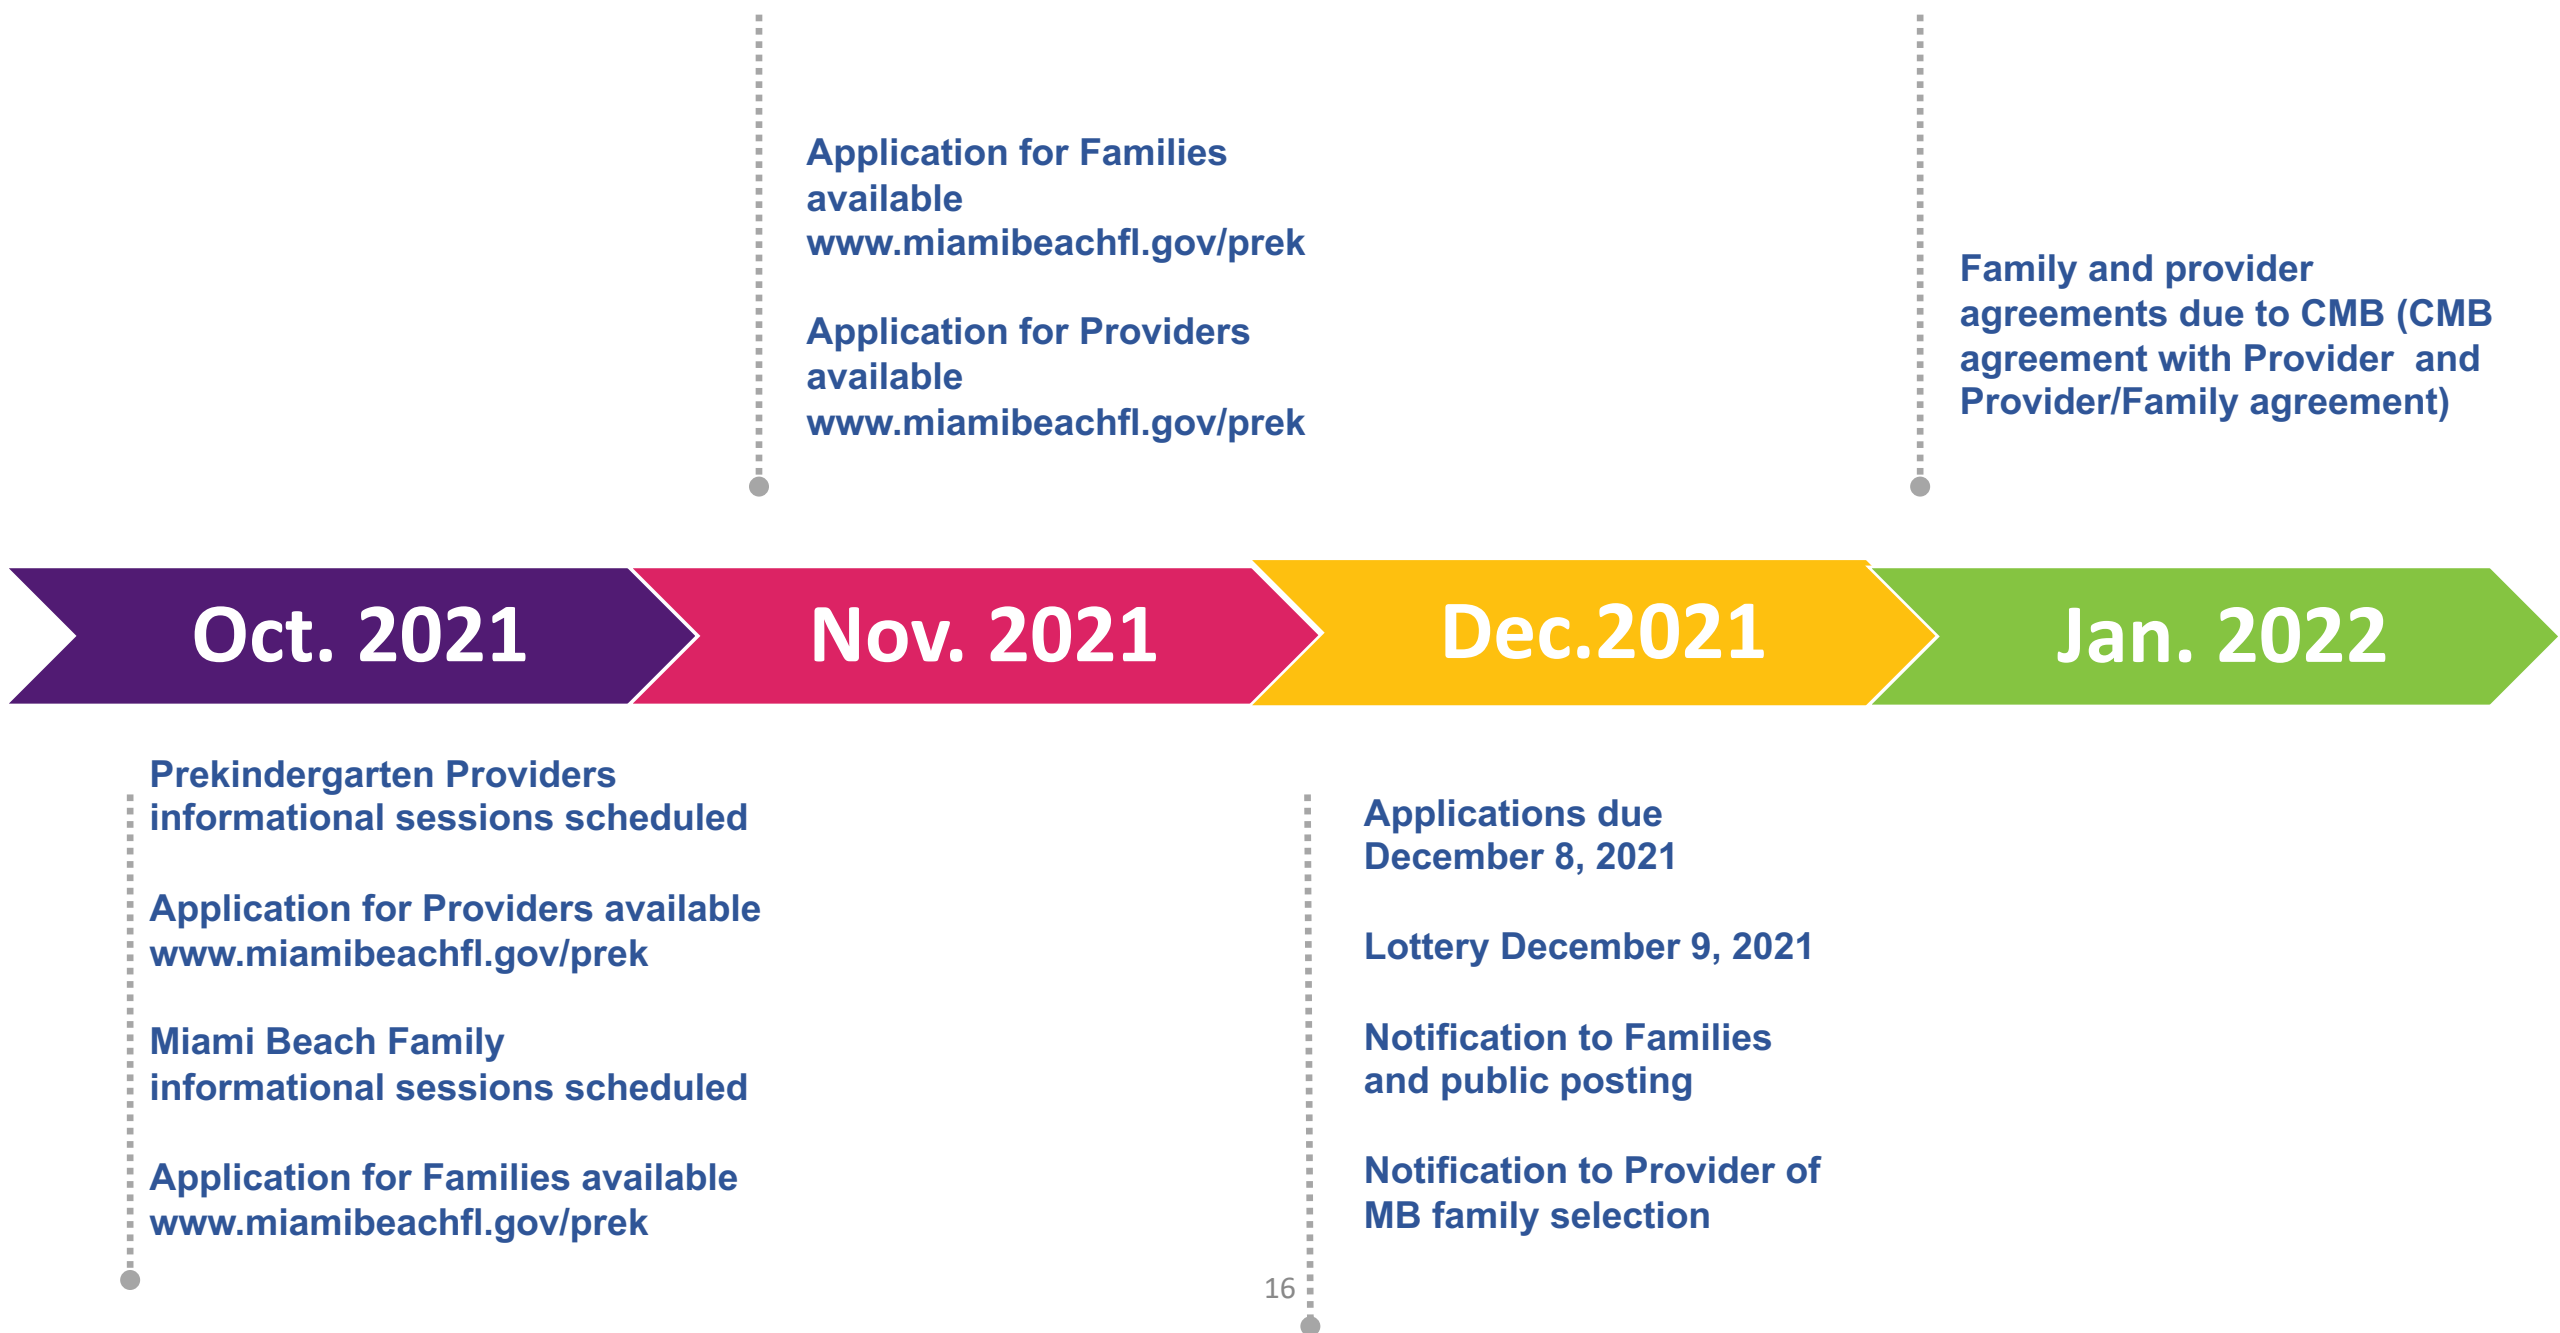 Application for Families
available
www.miamibeachfl.gov/prek
Application for Providers
available
www.miamibeachfl.gov/prek
Family and provider
agreements due to CMB (CMB
agreement with Provider  and
Provider/Family agreement)
Oct. 2021
Nov. 2021
Dec.2021
Jan. 2022
Prekindergarten Providers
informational sessions scheduled
Application for Providers available
www.miamibeachfl.gov/prek
Miami Beach Family
informational sessions scheduled
Application for Families available
www.miamibeachfl.gov/prek
Applications due
December 8, 2021
Lottery December 9, 2021
Notification to Families
and public posting
Notification to Provider of
MB family selection
16